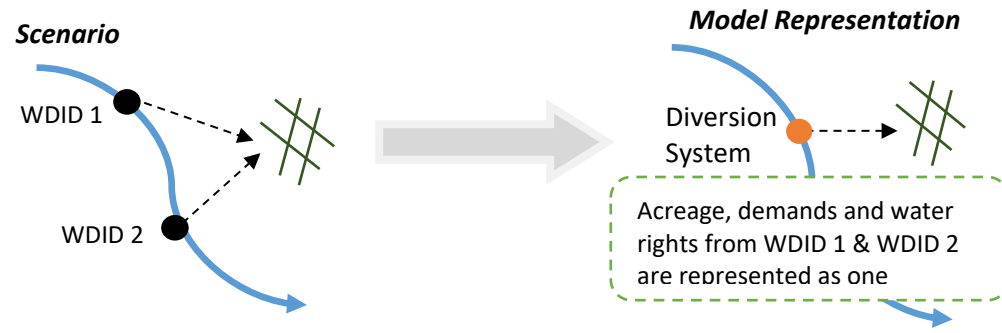 Scenario
WDID 1
WDID 2
Model Representation
Diversion
System
Acreage, demands and water
rights from WDID 1 & WDID 2
are represented as one